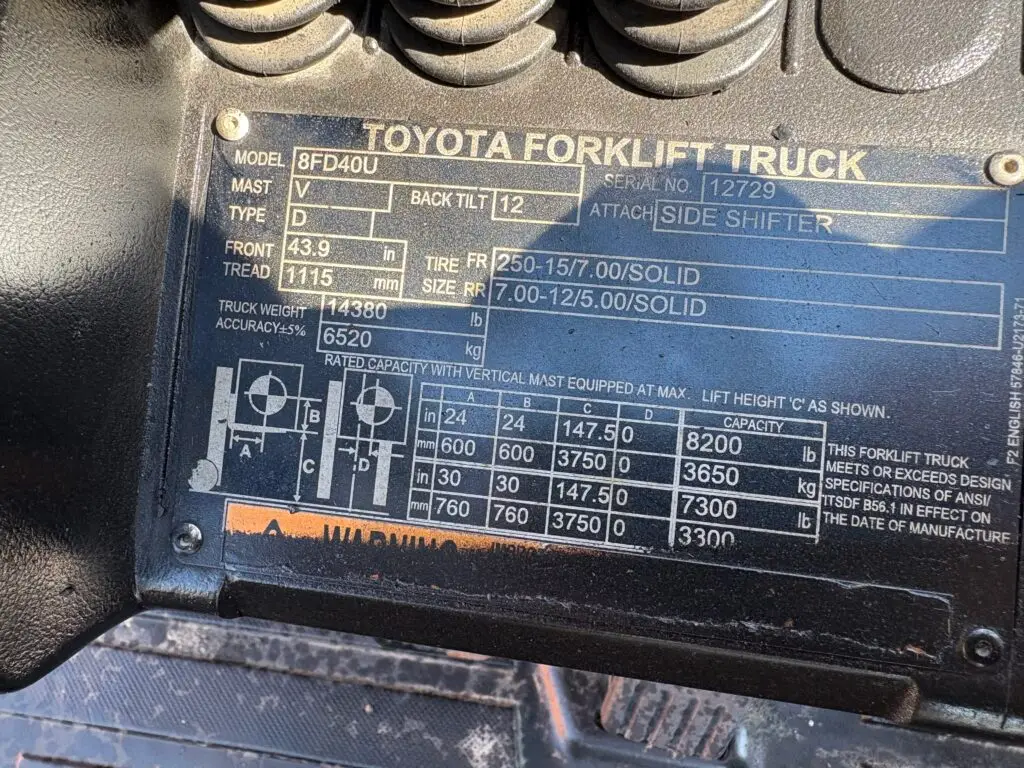 TOYOTA FORKLIFT TRUCK
MODEL 8FD40U SERIAL NO. 12729
MAST V BACK TILT 12 ATTACH SIDE SHIFTER
TYPE D
FRONT TREAD 43.9 in TIRE SIZE FR 250-15/7.00/SOLID
1115 mm RR 7.00-12/5.00/SOLID
TRUCK WEIGHT 14380 lb
ACCURACY±5% 6520 kg
RATED CAPACITY WITH VERTICAL MAST EQUIPPED AT MAX. LIFT HEIGHT 'C' AS SHOWN.
A B C D CAPACITY
in 24 24 147.5 0 8200 lb
mm 600 600 3750 0 3650 kg
in 30 30 147.5 0 7300 lb
mm 760 760 3750 0 3300
A B C D
THIS FORKLIFT TRUCK
MEETS OR EXCEEDS DESIGN
SPECIFICATIONS OF ANSI/
ITSDF B56.1 IN EFFECT ON
THE DATE OF MANUFACTURE
WARNING
F2 ENGLISH 57846-U2173-71